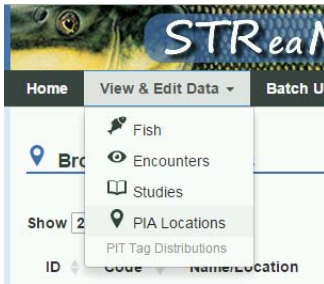 STReaM
Home View & Edit Data Batch U
Fish
Bro
Encounters
Studies
Show 2
PIA Locations
PIT Tag Distributions
ID Code Name/Location